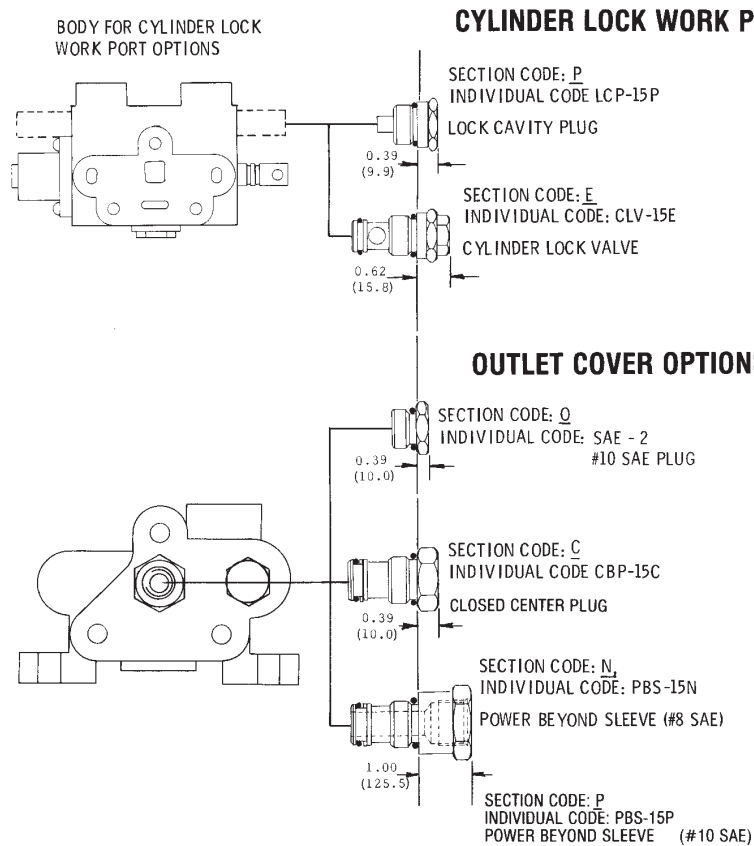 CYLINDER LOCK WORK P
BODY FOR CYLINDER LOCK
WORK PORT OPTIONS
SECTION CODE: P
INDIVIDUAL CODE LCP-15P
LOCK CAVITY PLUG
0.39
(9.9)
SECTION CODE: E
INDIVIDUAL CODE: CLV-15E
CYLINDER LOCK VALVE
0.62
(15.8)
OUTLET COVER OPTION
SECTION CODE: O
INDIVIDUAL CODE: SAE - 2
#10 SAE PLUG
0.39
(10.0)
SECTION CODE: C
INDIVIDUAL CODE CBP-15C
CLOSED CENTER PLUG
0.39
(10.0)
SECTION CODE: N,
INDIVIDUAL CODE: PBS-15N
POWER BEYOND SLEEVE (#8 SAE)
1.00
(125.5)
SECTION CODE: P
INDIVIDUAL CODE: PBS-15P
POWER BEYOND SLEEVE (#10 SAE)